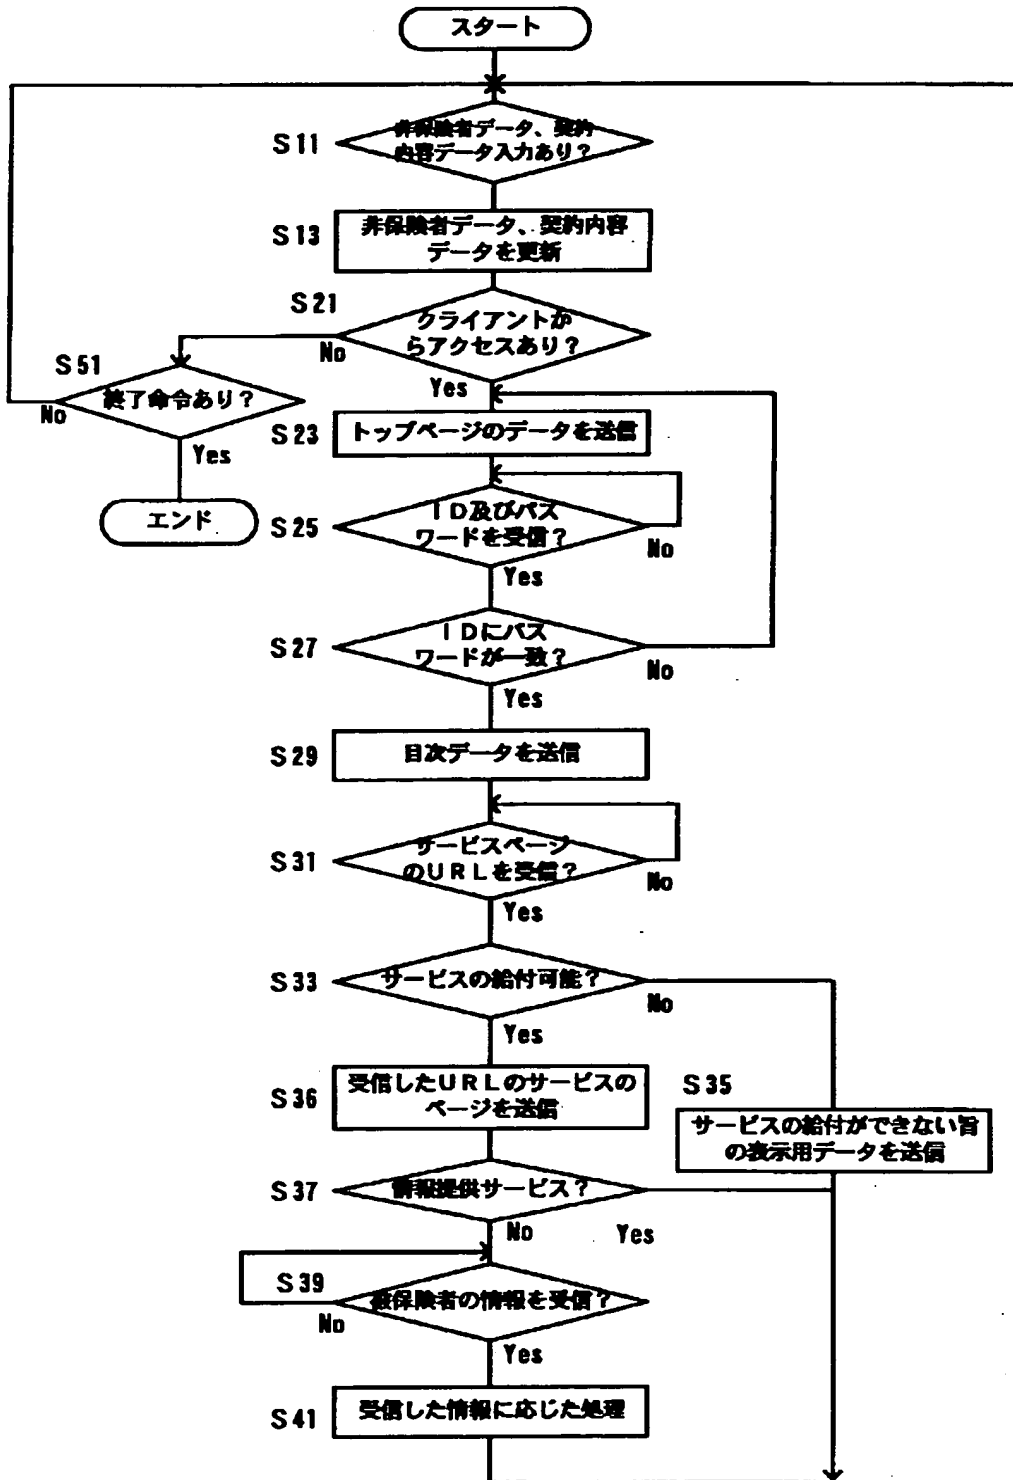 スタート
S11
非保険者データ、契約
内容データ入力あり?
S13
非保険者データ、契約内容
データを更新
S21
クライアントか
らアクセスあり?
No
Yes
S51
終了命令あり?
No
Yes
エンド
S23
トップページのデータを送信
S25
ID及びパス
ワードを受信?
No
Yes
S27
IDにパス
ワードが一致?
No
Yes
S29
目次データを送信
S31
サービスページ
のURLを受信?
No
Yes
S33
サービスの給付可能?
No
Yes
S36
受信したURLのサービスの
ページを送信
S35
サービスの給付ができない旨
の表示用データを送信
S37
情報提供サービス?
No
Yes
S39
被保険者の情報を受信?
No
Yes
S41
受信した情報に応じた処理